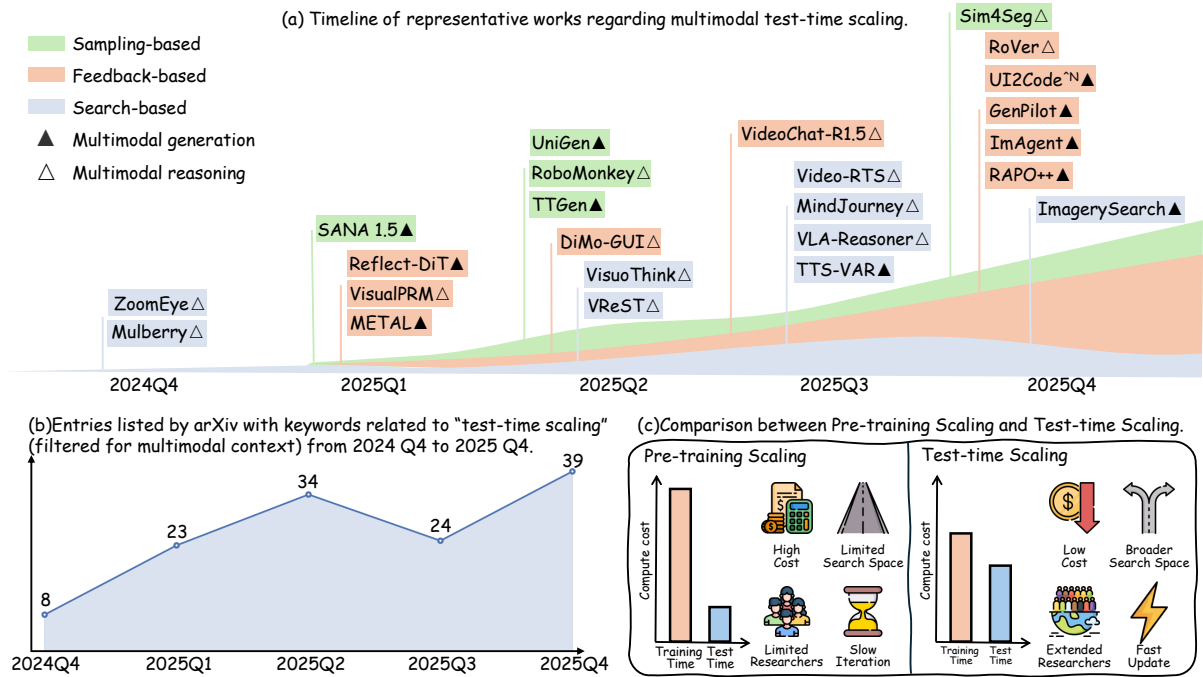 (a) Timeline of representative works regarding multimodal test-time scaling.
Sampling-based
Feedback-based
Search-based
▲ Multimodal generation
△ Multimodal reasoning
ZoomEye△
Mulberry△
SANA 1.5▲
Reflect-DiT▲
VisualPRM△
METAL▲
UniGen▲
RoboMonkey△
TTGen▲
DiMo-GUI△
VisuoThink△
VReST△
VideoChat-R1.5△
Video-RTS△
MindJourney△
VLA-Reasoner△
TTS-VAR▲
Sim4Seg△
RoVer△
UI2Code^N▲
GenPilot▲
ImAgent▲
RAPO++▲
ImagerySearch▲
2024Q4 2025Q1 2025Q2 2025Q3 2025Q4
(b)Entries listed by arXiv with keywords related to “test-time scaling”
(filtered for multimodal context) from 2024 Q4 to 2025 Q4.
8 23 34 24 39
2024Q4 2025Q1 2025Q2 2025Q3 2025Q4
(c)Comparison between Pre-training Scaling and Test-time Scaling.
Pre-training Scaling
Compute cost
Training
Time
Test
Time
High
Cost
Limited
Search Space
Limited
Researchers
Slow
Iteration
Test-time Scaling
Compute cost
Training
Time
Test
Time
Low
Cost
Broader
Search Space
Extended
Researchers
Fast
Update